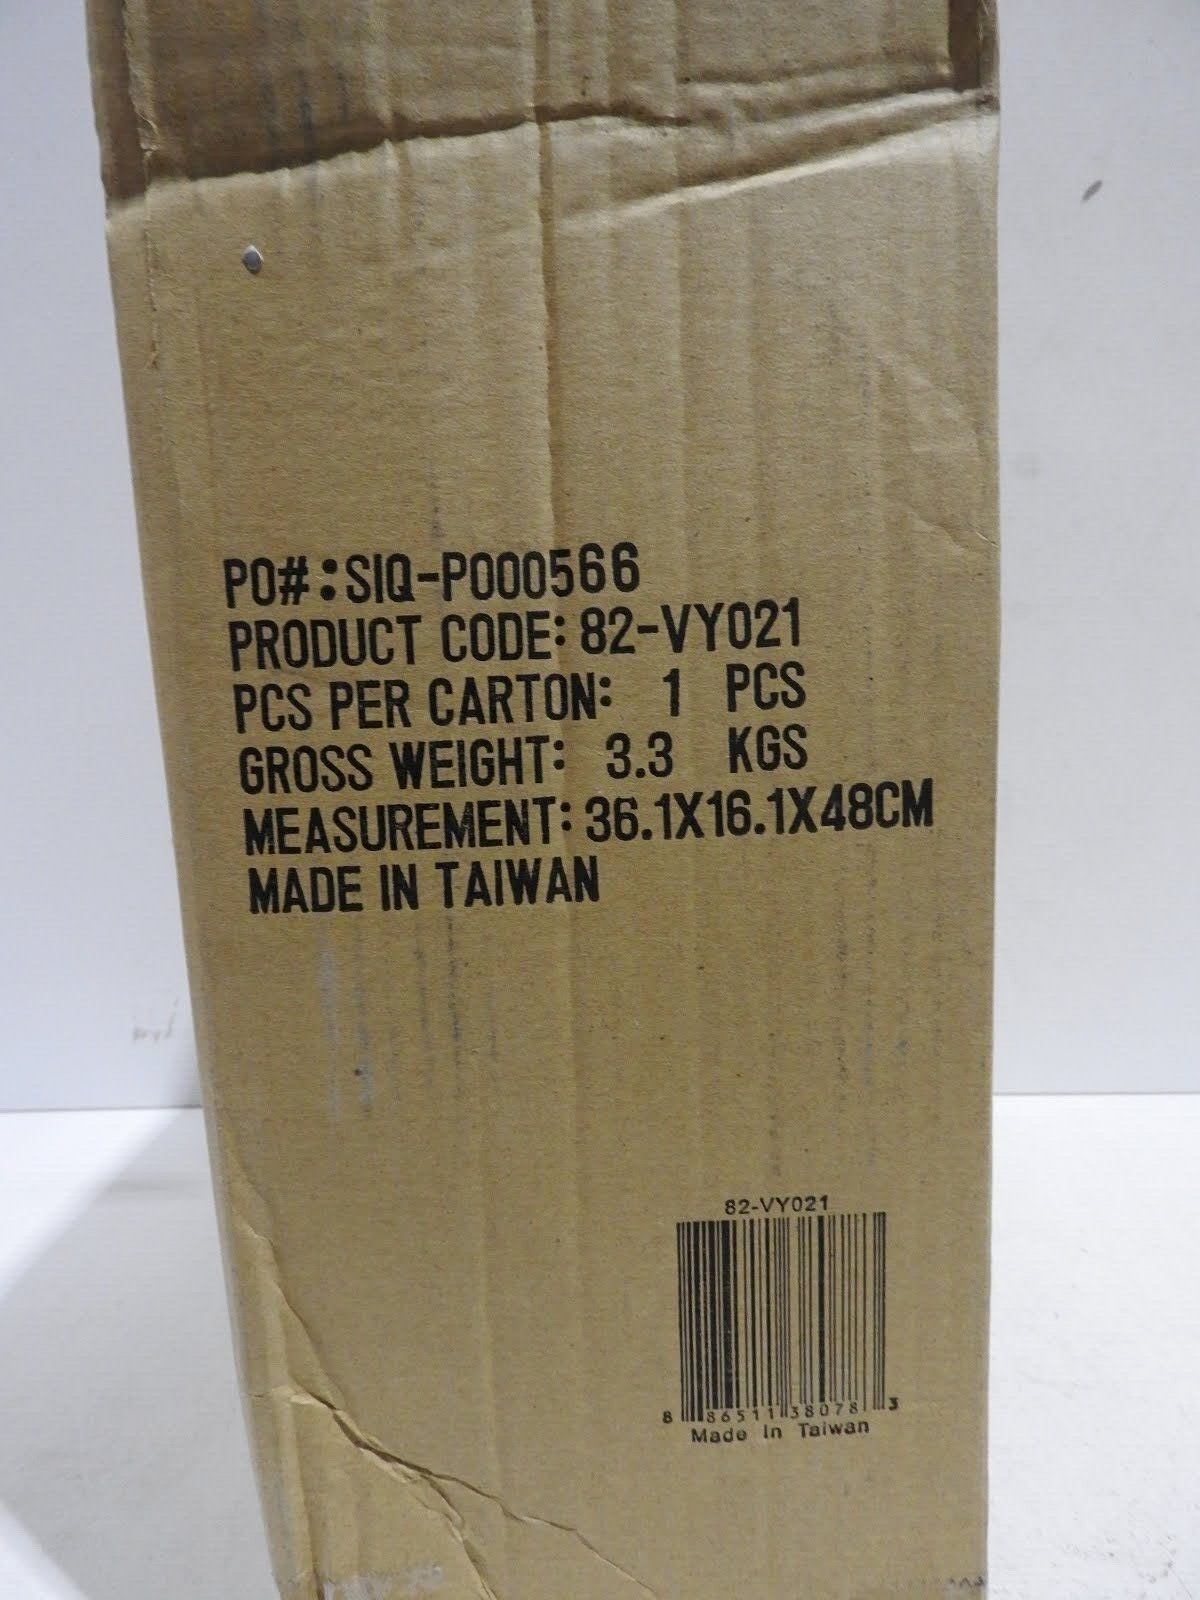 PO#:SIQ-P000566
PRODUCT CODE: 82-VY021
PCS PER CARTON: 1 PCS
GROSS WEIGHT: 3.3 KGS
MEASUREMENT: 36.1X16.1X48CM
MADE IN TAIWAN
82-VY021
8 86511 38078 3
Made In Taiwan